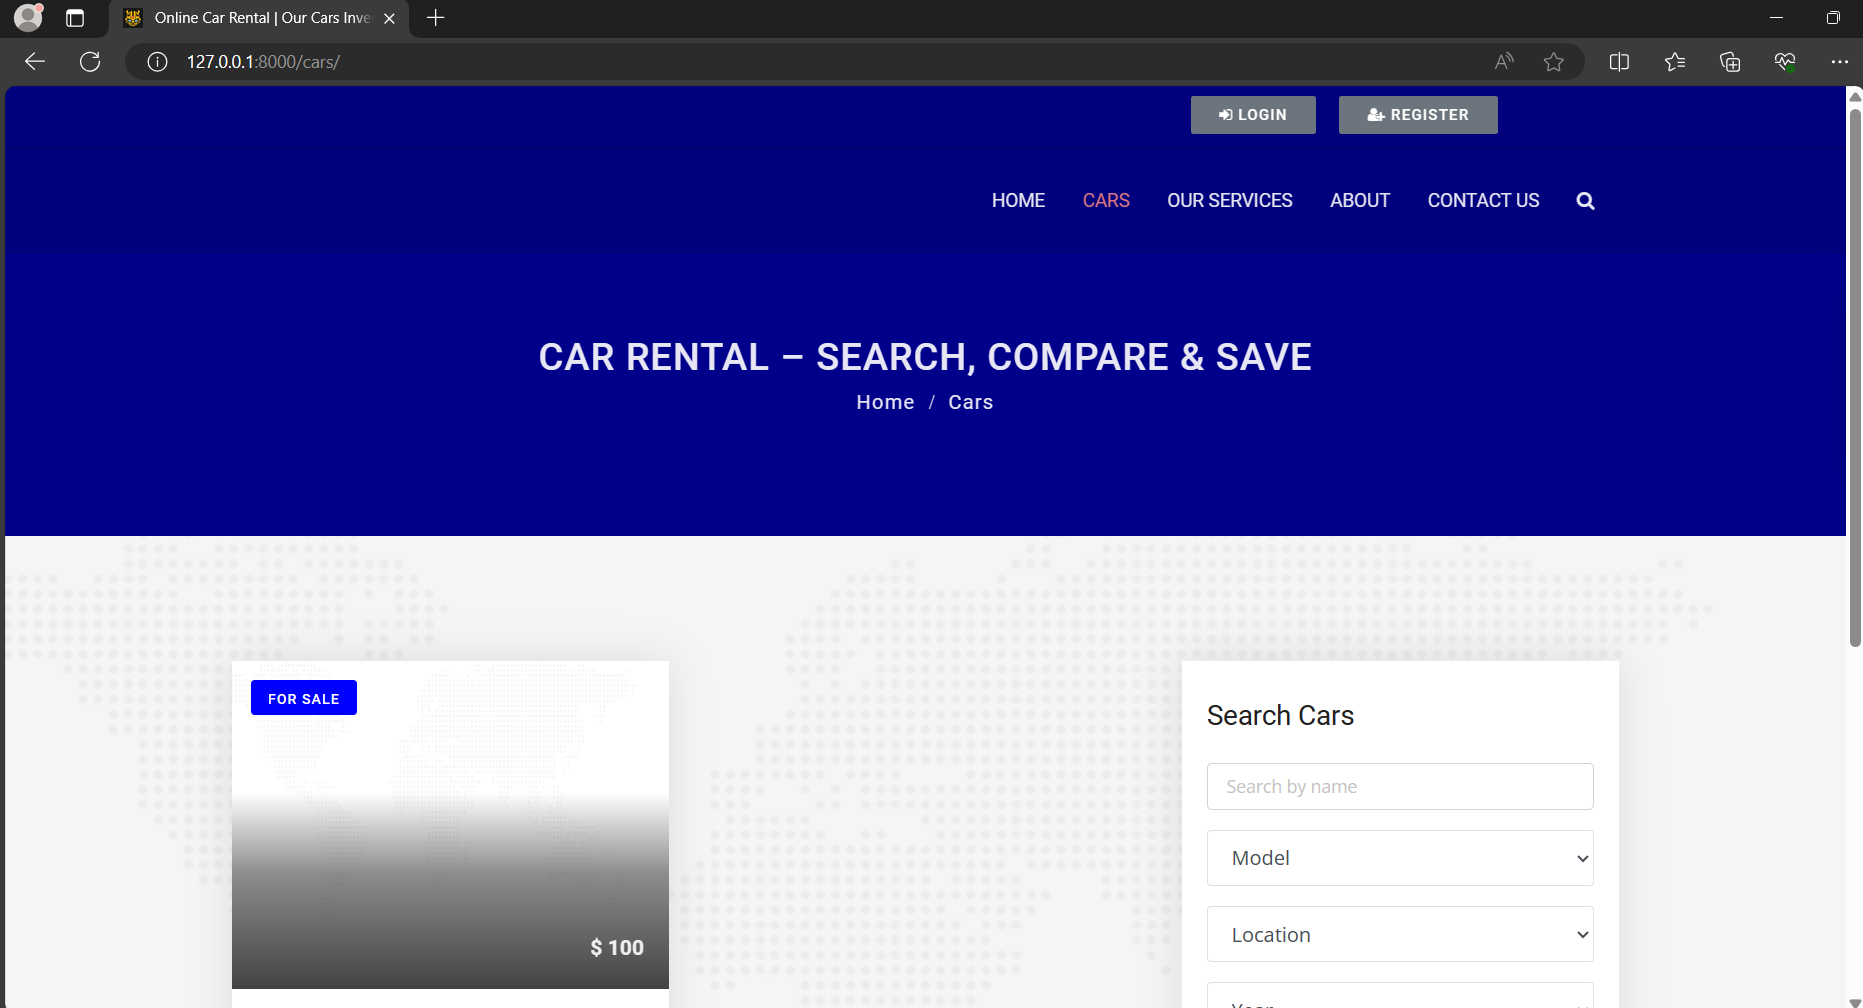 Online Car Rental | Our Cars Inve
127.0.0.1:8000/cars/
LOGIN
REGISTER
HOME
CARS
OUR SERVICES
ABOUT
CONTACT US
CAR RENTAL – SEARCH, COMPARE & SAVE
Home / Cars
FOR SALE
$ 100
Search Cars
Search by name
Model
Location
Year